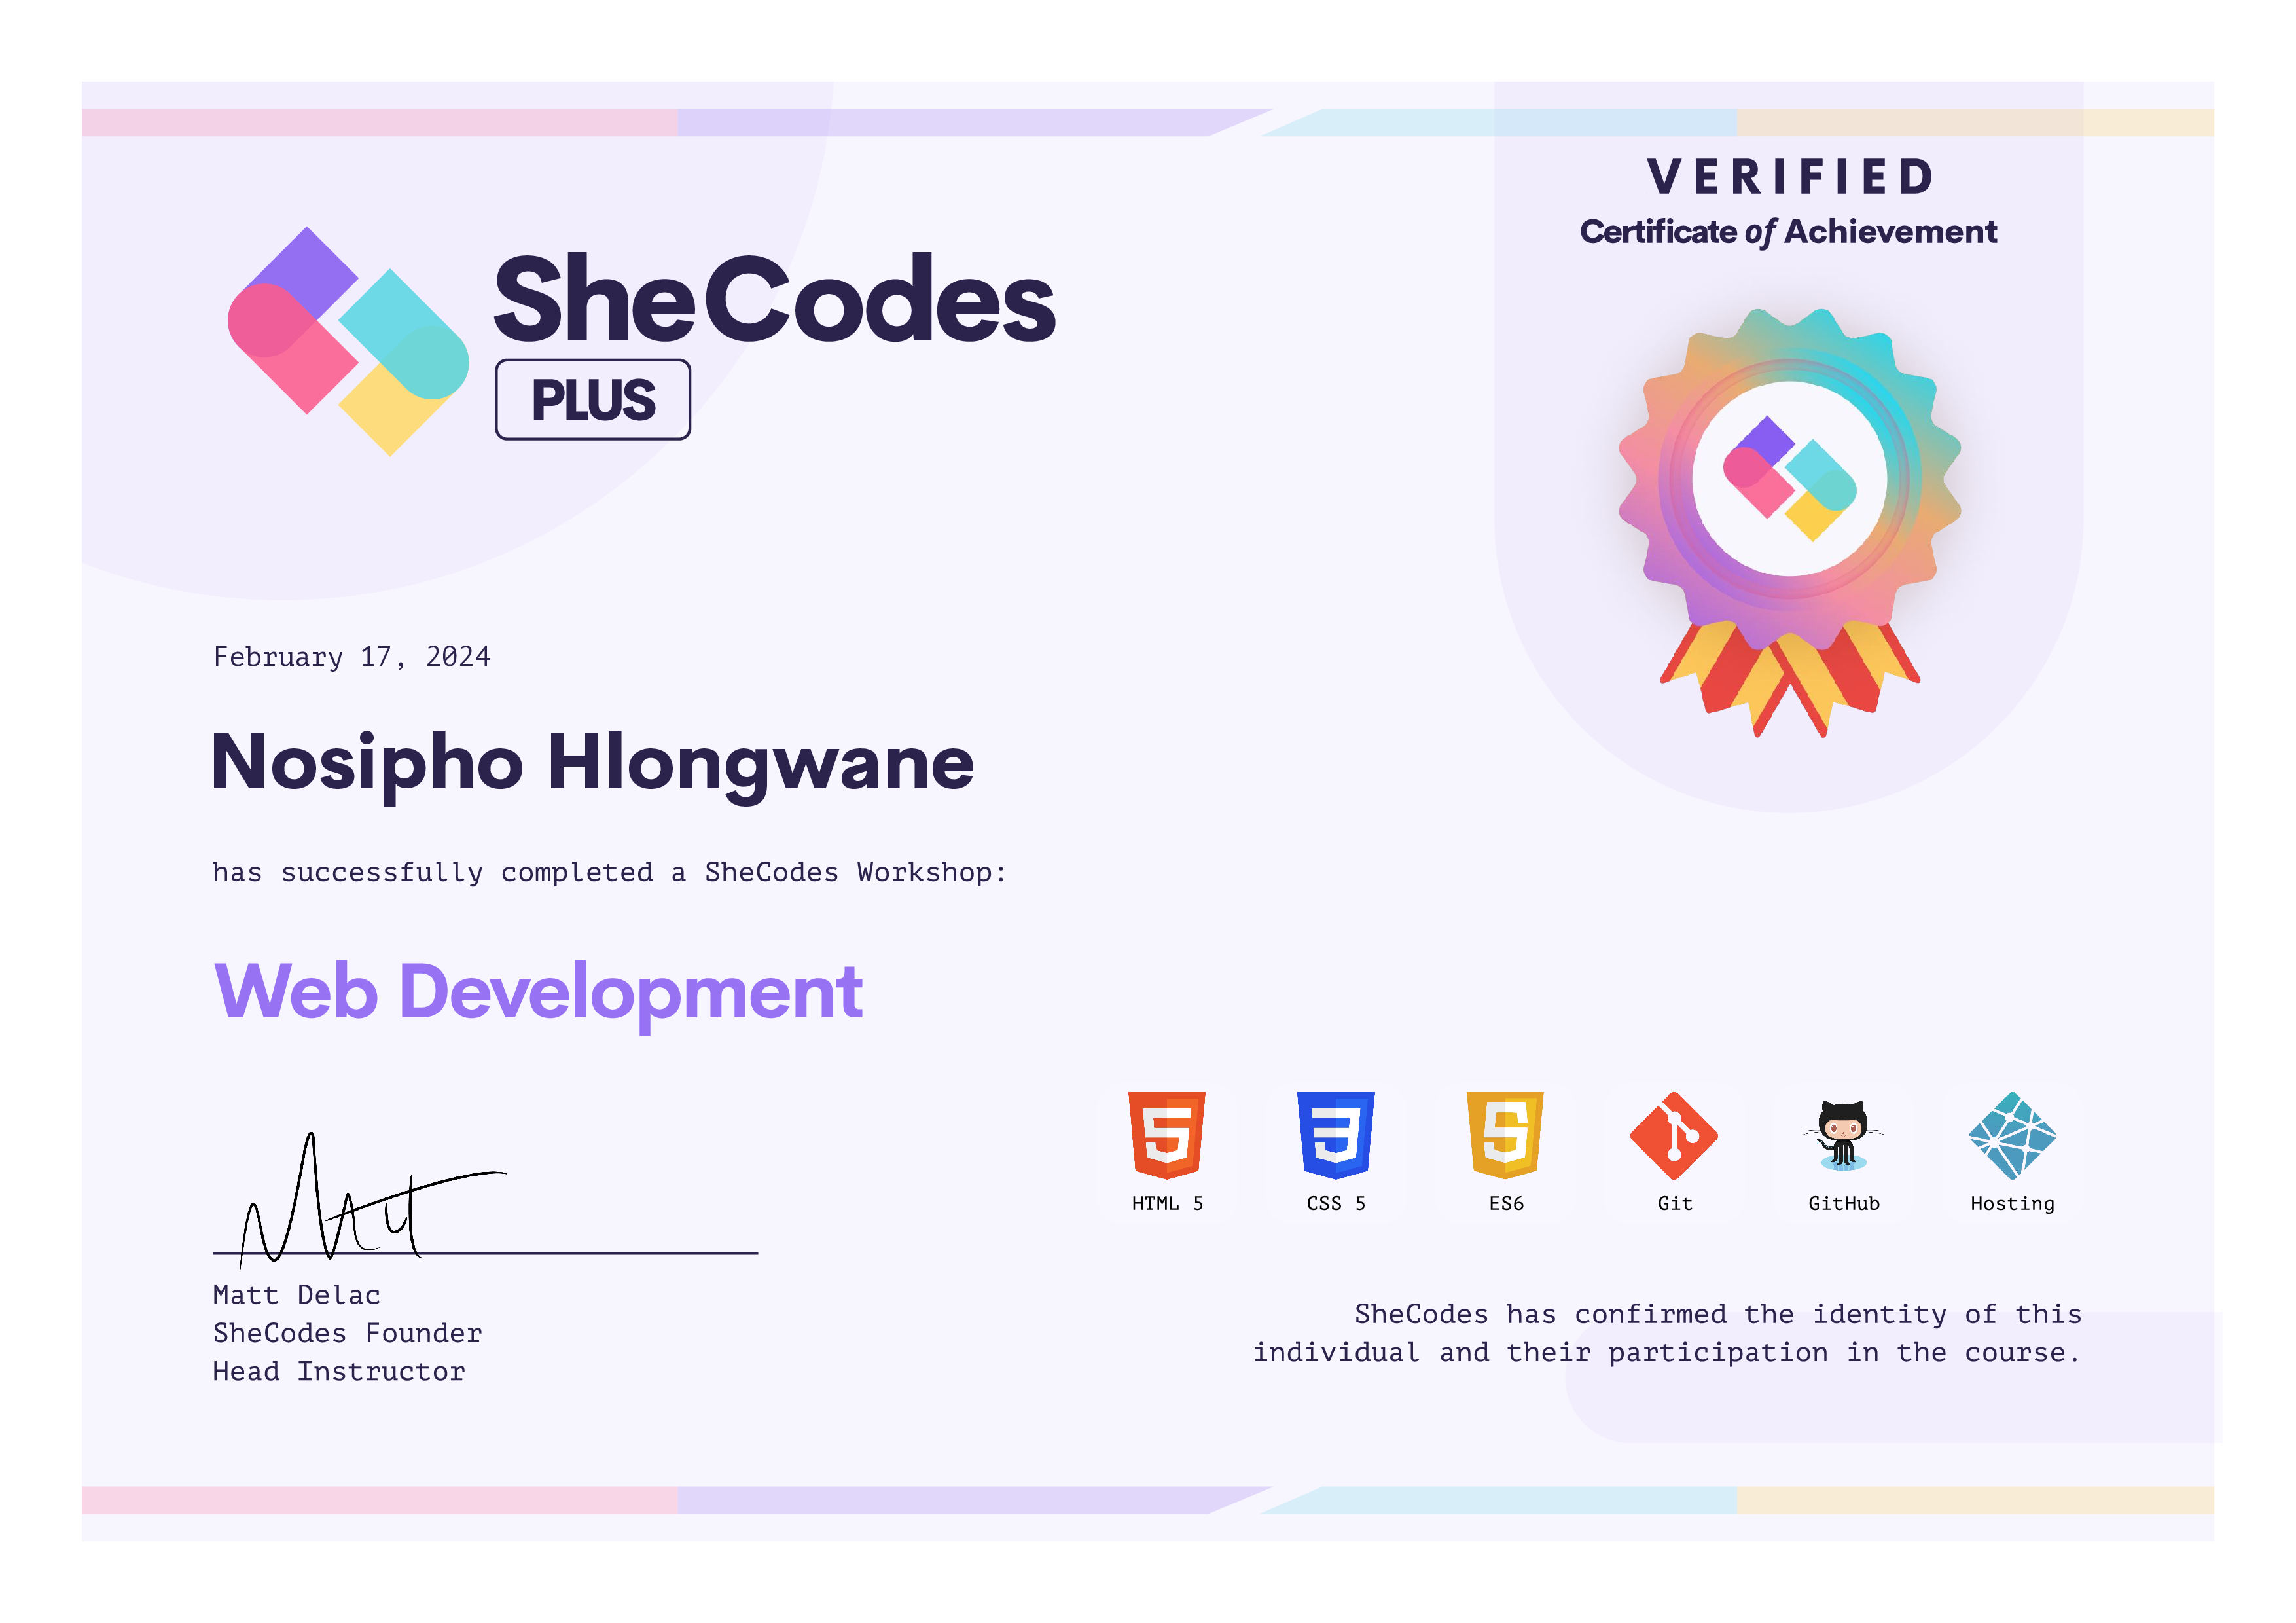 VERIFIED
Certificate of Achievement
SheCodes
PLUS
February 17, 2024
Nosipho Hlongwane
has successfully completed a SheCodes Workshop:
Web Development
HTML 5
CSS 5
ES6
Git
GitHub
Hosting
Matt
Matt Delac
SheCodes Founder
Head Instructor
SheCodes has confirmed the identity of this
individual and their participation in the course.